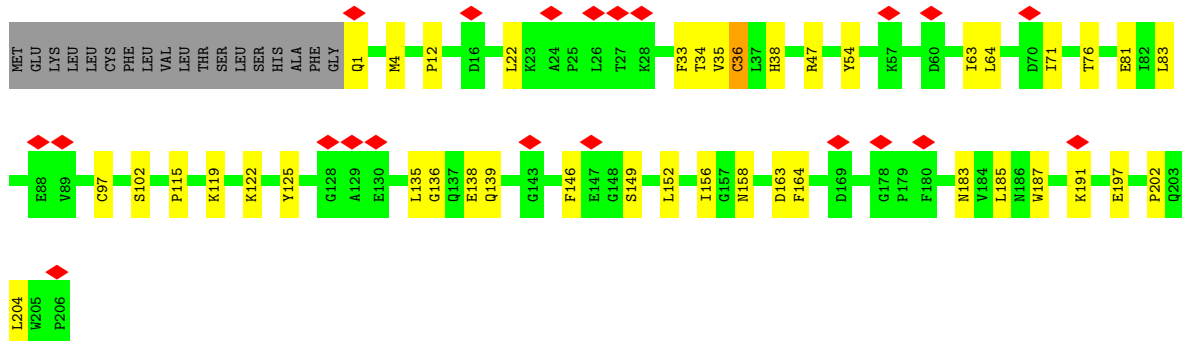 MET GLU LYS LEU LEU CYS PHE LEU VAL LEU THR SER LEU SER HIS ALA PHE GLY Q1 M4 P12 D16 L22 K23 A24 P25 L26 T27 K28 F33 T34 V35 C36 L37 H38 R47 Y54 K57 D60 I63 L64 D70 I71 T76 E81 I82 L83
E88 V89 C97 S102 P115 K119 K122 Y125 G128 A129 E130 L135 G136 Q137 E138 Q139 G143 F146 E147 G148 S149 L152 I156 G157 N158 D163 F164 D169 G178 P179 F180 N183 V184 L185 N186 W187 K191 E197 P202 Q203
L204 W205 P206